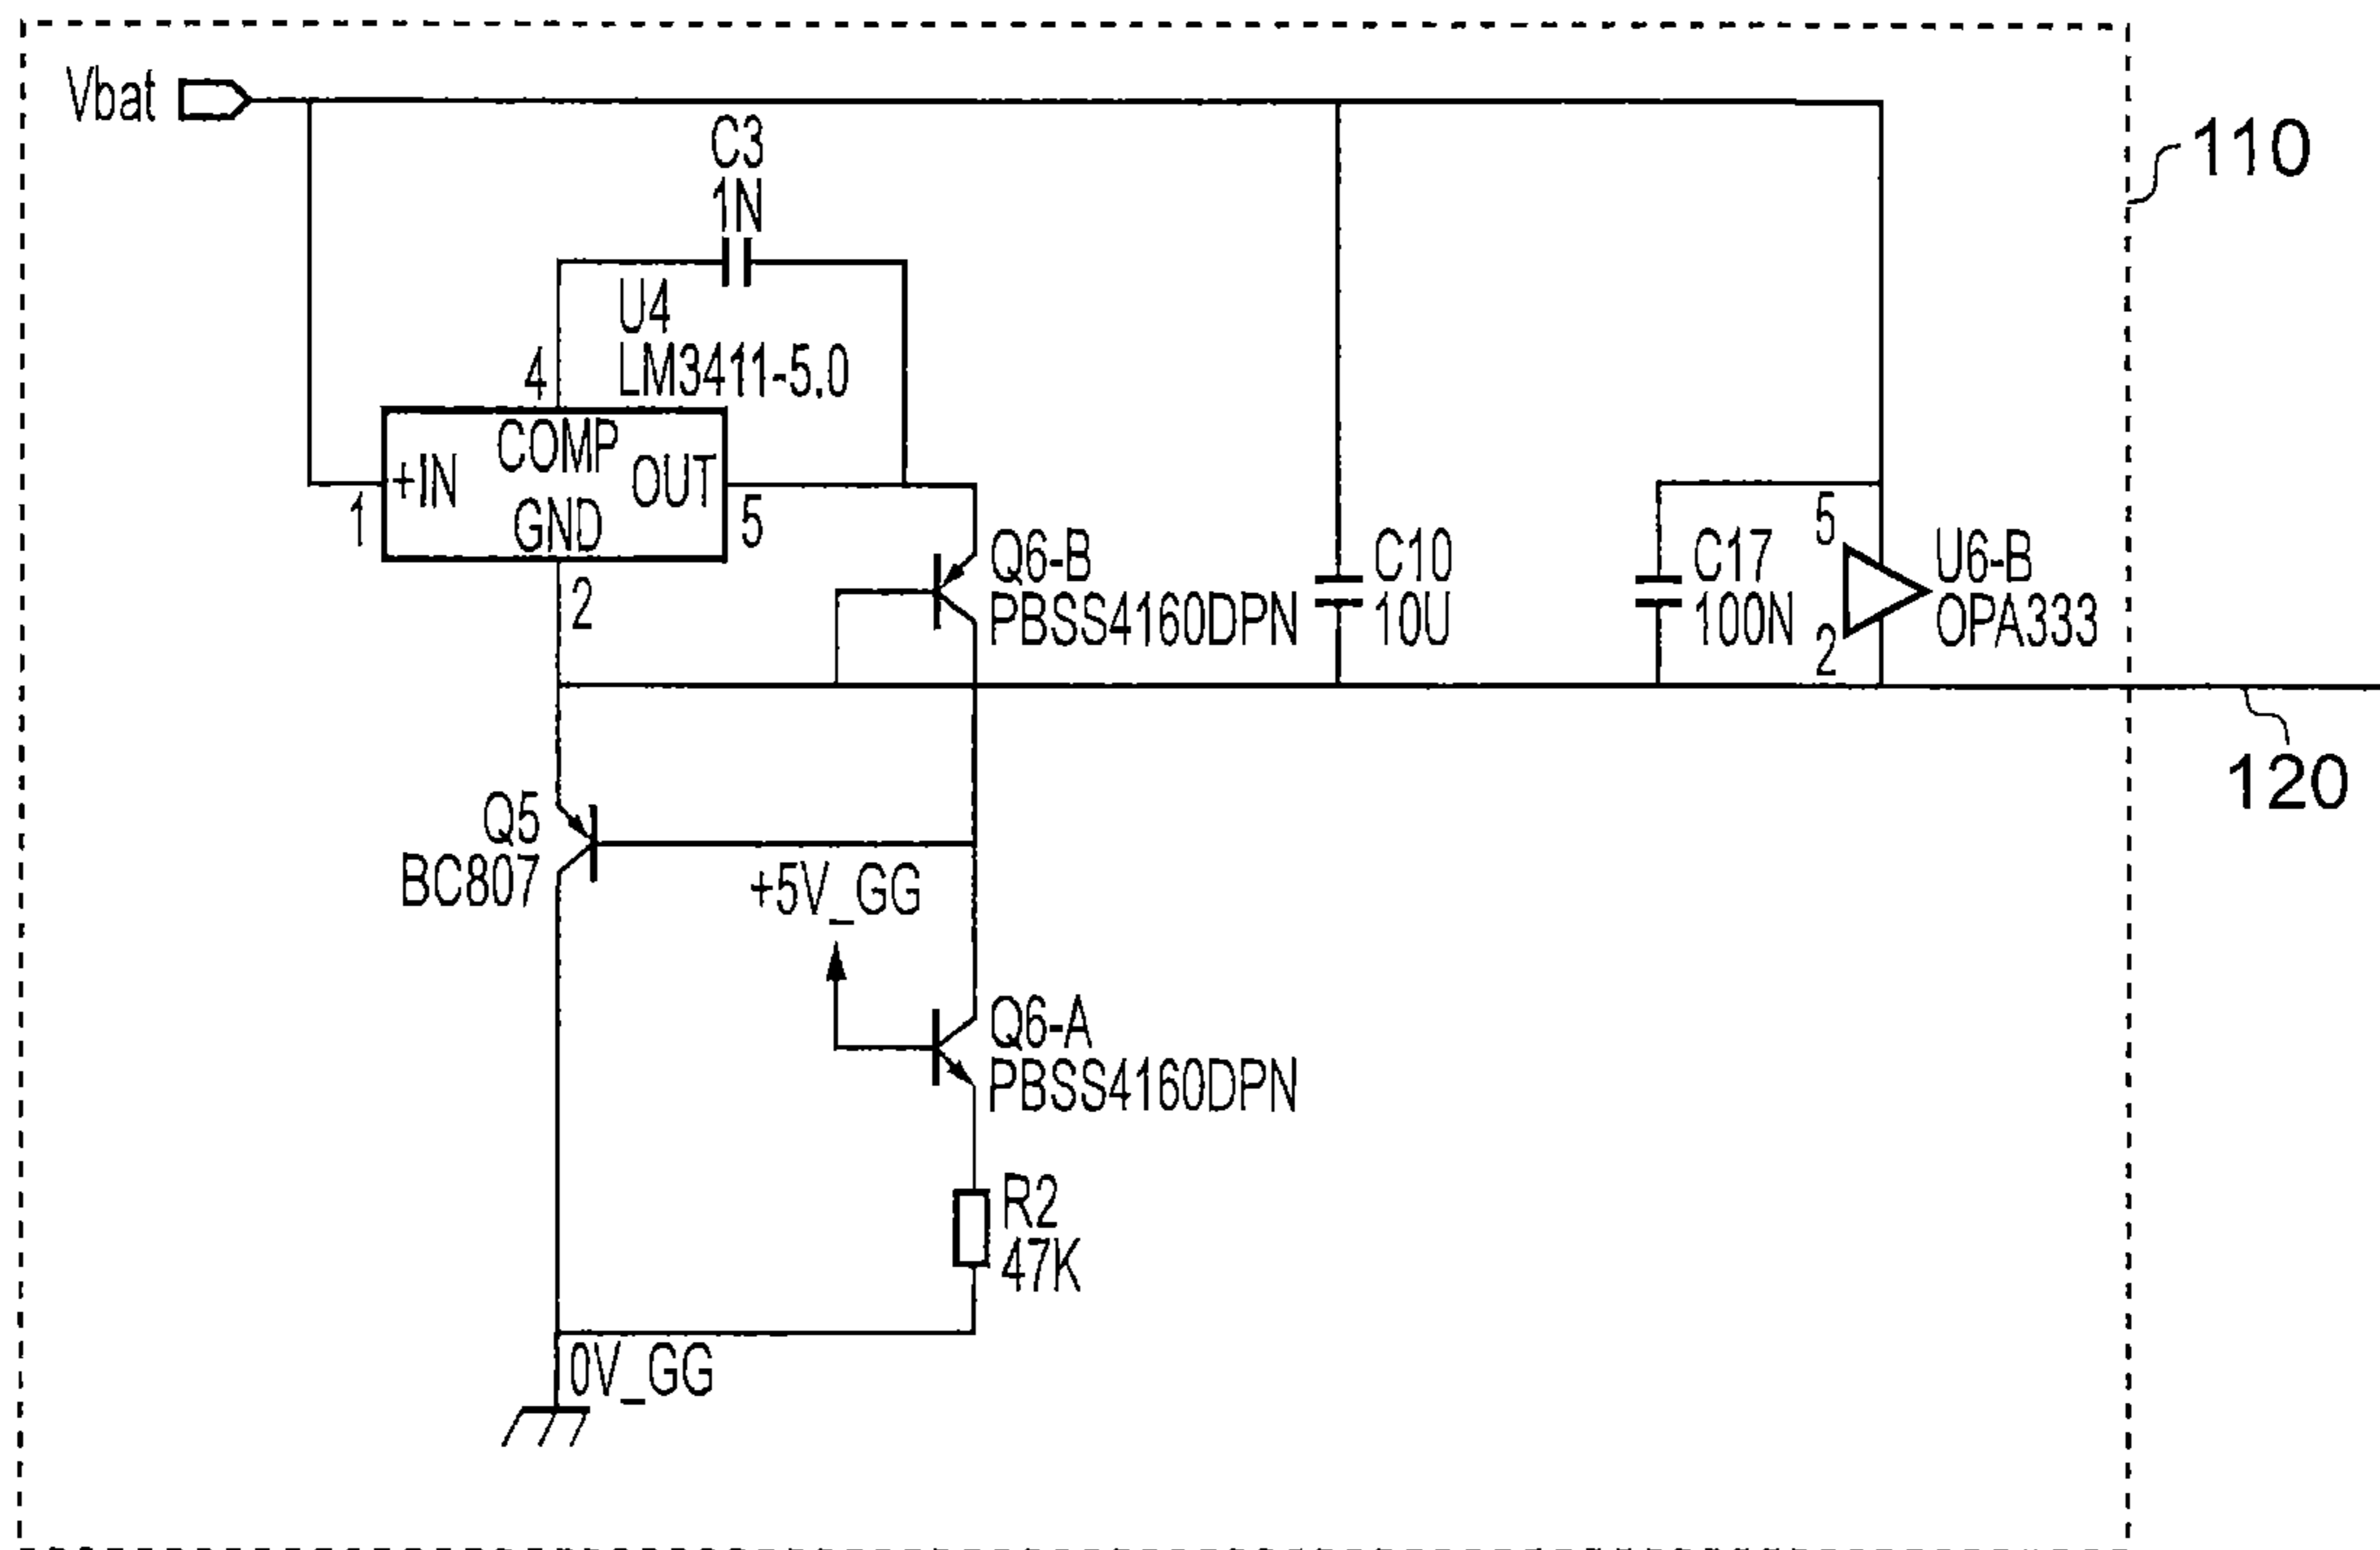 Vbat
110
C3
1N
U4
LM3411-5.0
4
COMP
+IN
OUT
GND
1
5
2
Q6-B
PBSS4160DPN
C10
10U
C17
100N
5
2
U6-B
OPA333
120
Q5
BC807
+5V_GG
Q6-A
PBSS4160DPN
R2
47K
0V_GG